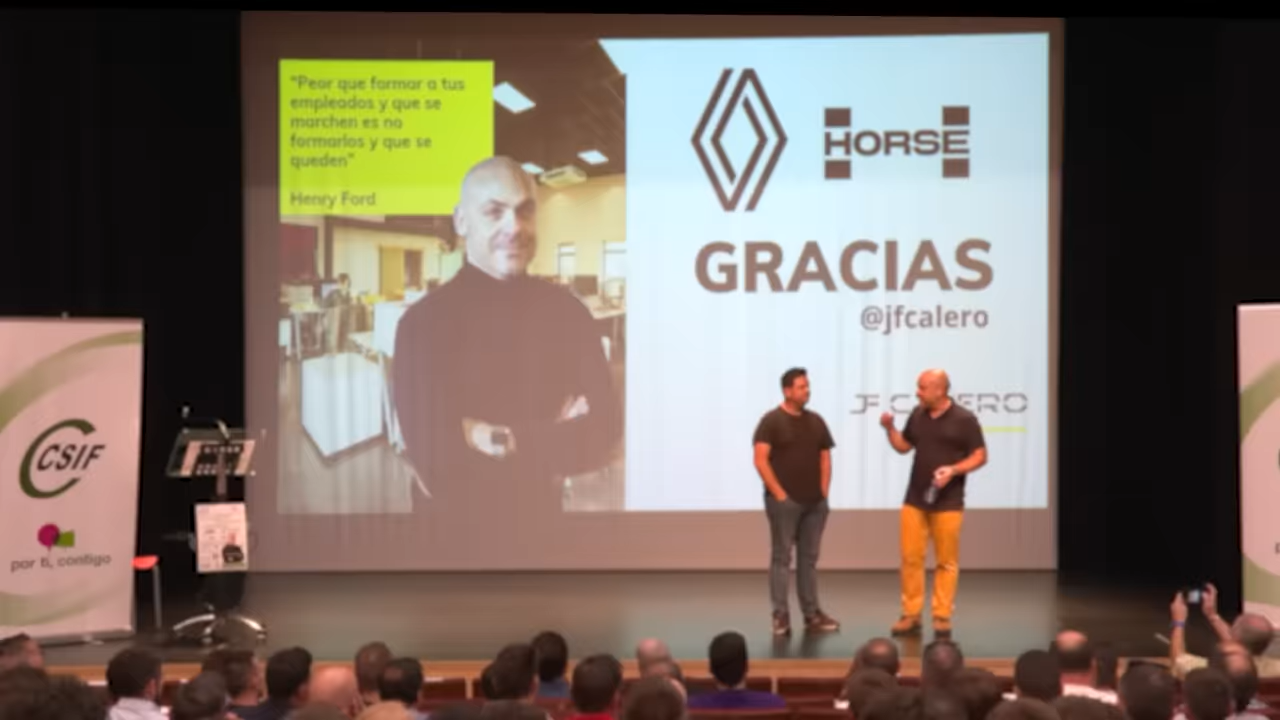 "Peor que formar a tus
empleados y que se
marchen es no
formarlos y que se
queden"
Henry Ford
HORSE
GRACIAS
@jfcalero
CSIF
por ti, contigo